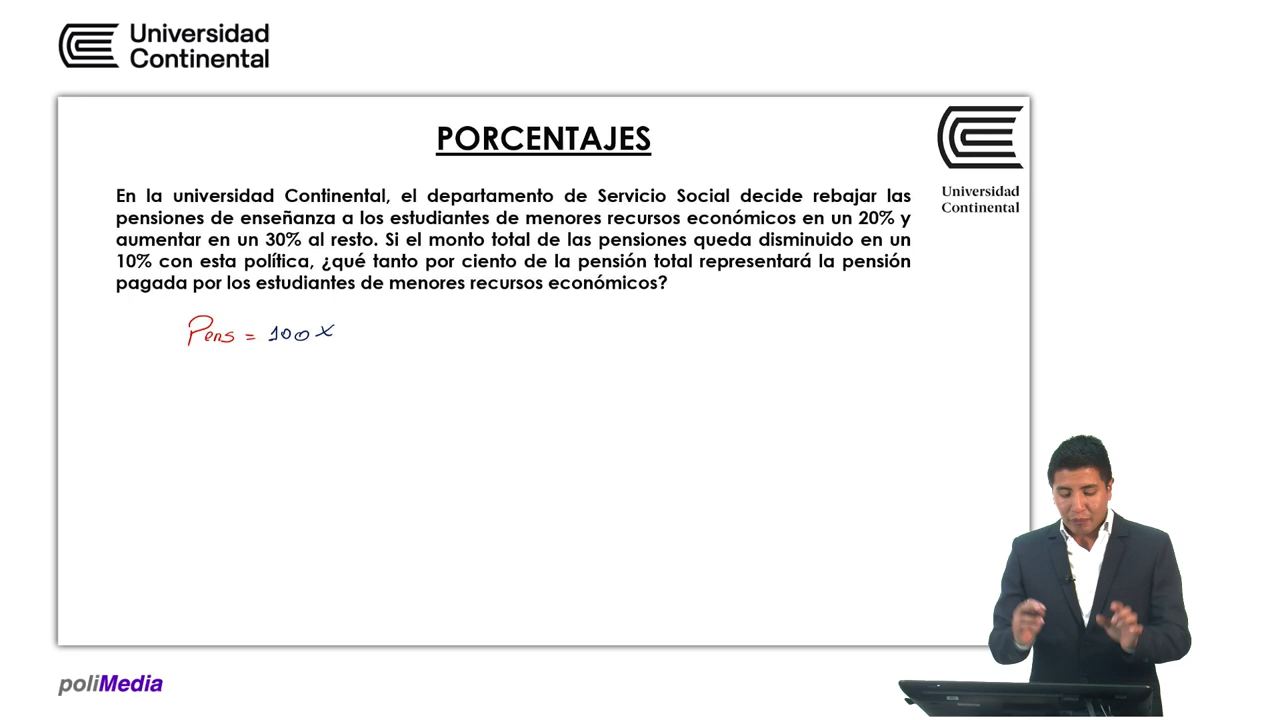 Universidad
Continental
PORCENTAJES
En la universidad Continental, el departamento de Servicio Social decide rebajar las
pensiones de enseñanza a los estudiantes de menores recursos económicos en un 20% y
aumentar en un 30% al resto. Si el monto total de las pensiones queda disminuido en un
10% con esta política, ¿qué tanto por ciento de la pensión total representará la pensión
pagada por los estudiantes de menores recursos económicos?
Universidad
Continental
Pens = 100 x
poliMedia